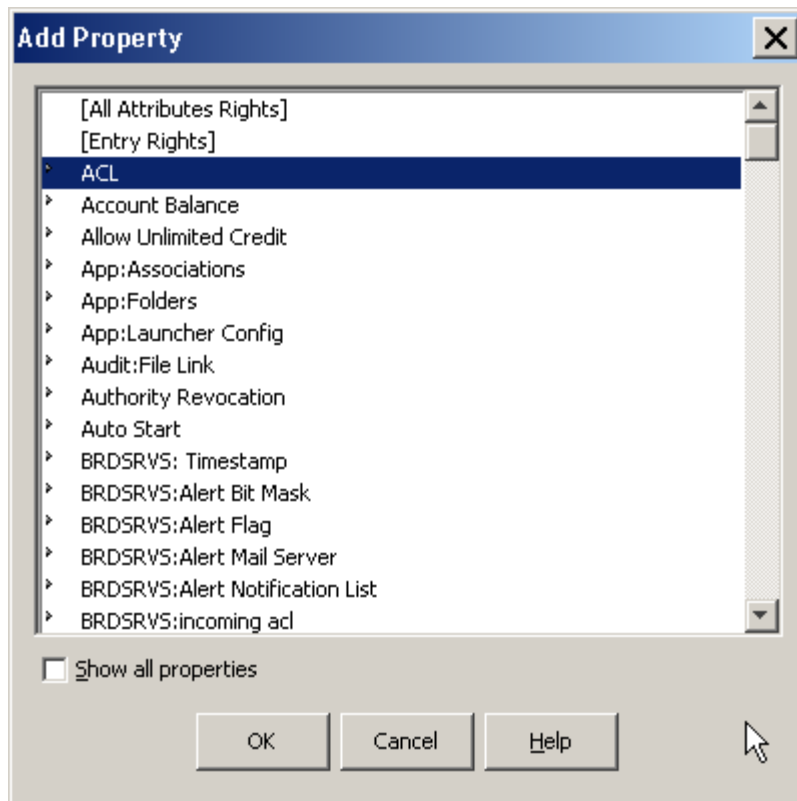 Add Property
[All Attributes Rights]
[Entry Rights]
ACL
Account Balance
Allow Unlimited Credit
App:Associations
App:Folders
App:Launcher Config
Audit:File Link
Authority Revocation
Auto Start
BRDSRVS: Timestamp
BRDSRVS:Alert Bit Mask
BRDSRVS:Alert Flag
BRDSRVS:Alert Mail Server
BRDSRVS:Alert Notification List
BRDSRVS:incoming acl
Show all properties
OK Cancel Help